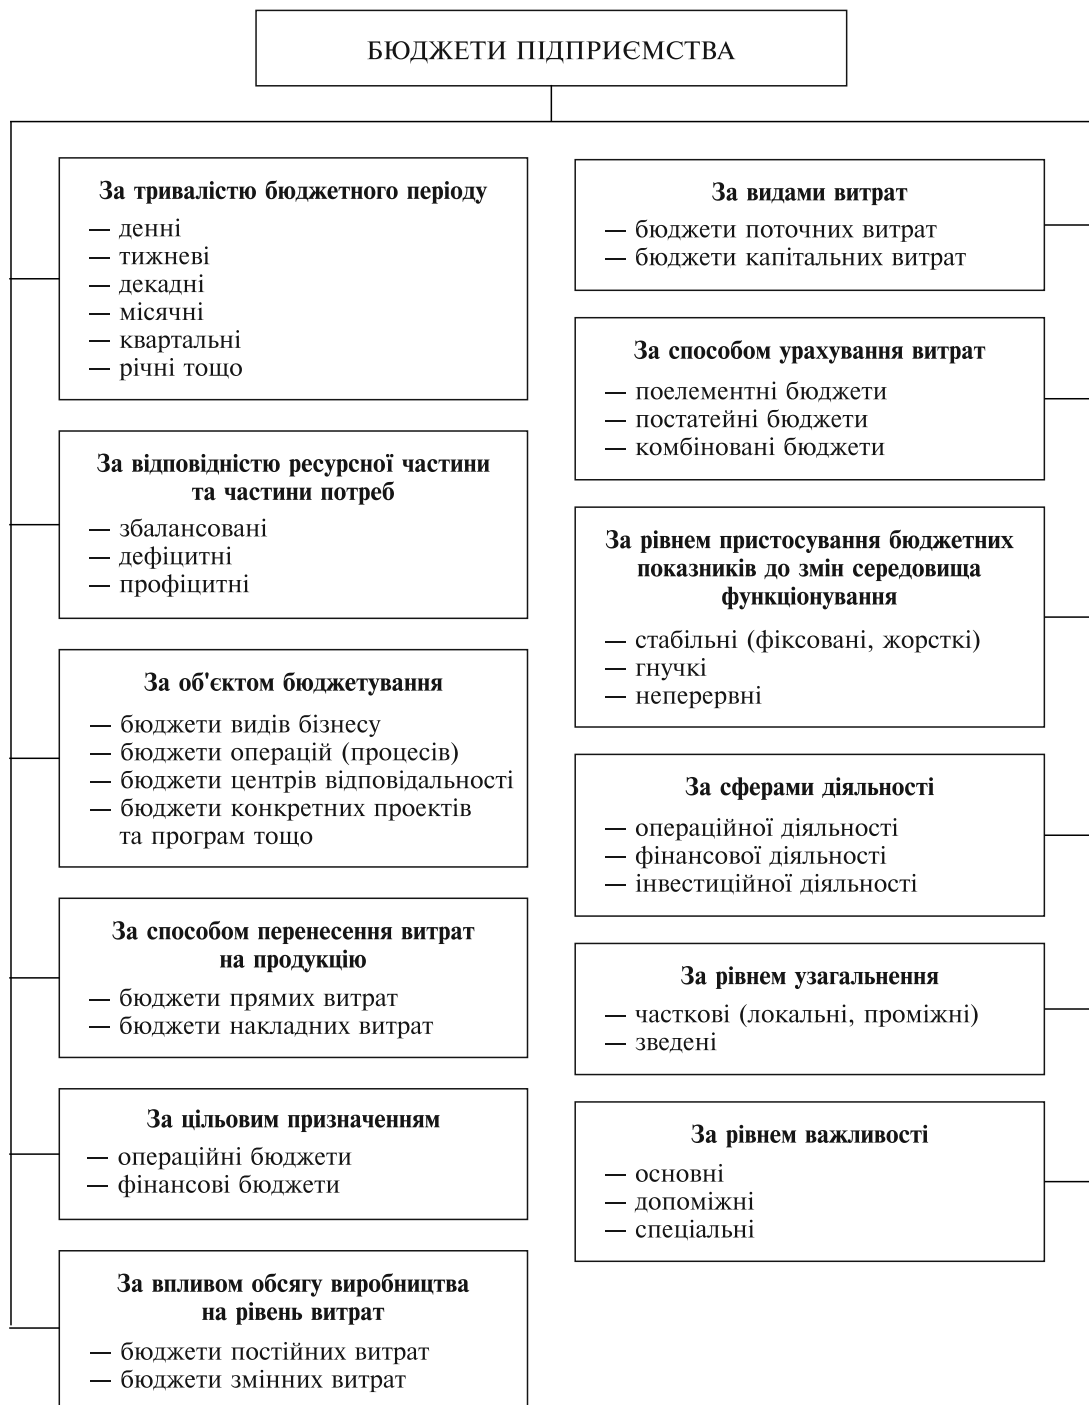 БЮДЖЕТИ ПІДПРИЄМСТВА
За тривалістю бюджетного періоду
— денні
— тижневі
— декадні
— місячні
— квартальні
— річні тощо
За відповідністю ресурсної частини
та частини потреб
— збалансовані
— дефіцитні
— профіцитні
За об'єктом бюджетування
— бюджети видів бізнесу
— бюджети операцій (процесів)
— бюджети центрів відповідальності
— бюджети конкретних проектів
та програм тощо
За способом перенесення витрат
на продукцію
— бюджети прямих витрат
— бюджети накладних витрат
За цільовим призначенням
— операційні бюджети
— фінансові бюджети
За впливом обсягу виробництва
на рівень витрат
— бюджети постійних витрат
— бюджети змінних витрат
За видами витрат
— бюджети поточних витрат
— бюджети капітальних витрат
За способом урахування витрат
— поелементні бюджети
— постатейні бюджети
— комбіновані бюджети
За рівнем пристосування бюджетних
показників до змін середовища
функціонування
— стабільні (фіксовані, жорсткі)
— гнучкі
— неперервні
За сферами діяльності
— операційної діяльності
— фінансової діяльності
— інвестиційної діяльності
За рівнем узагальнення
— часткові (локальні, проміжні)
— зведені
За рівнем важливості
— основні
— допоміжні
— спеціальні